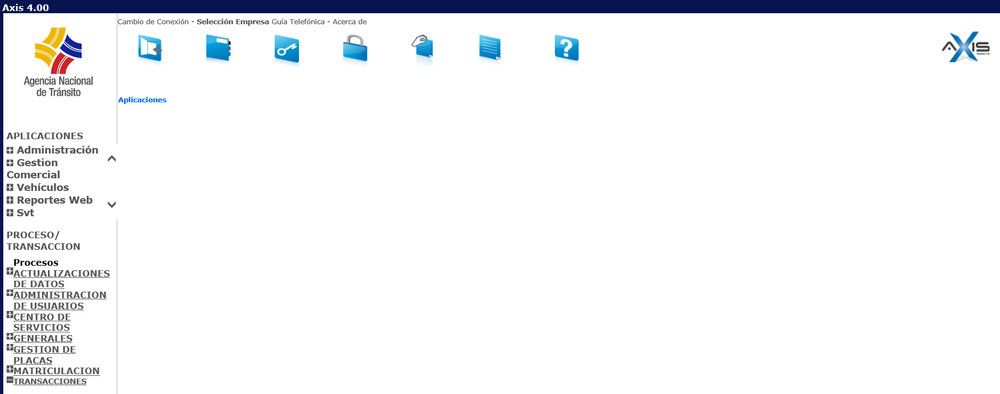 Axis 4.00
Cambio de Conexión - Selección Empresa Guía Telefónica - Acerca de
Agencia Nacional
de Tránsito
?
AXIS
Aplicaciones
APLICACIONES
Administración
Gestion
Comercial
Vehículos
Reportes Web
Svt
PROCESO/
TRANSACCION
Procesos
ACTUALIZACIONES
DE DATOS
ADMINISTRACION
DE USUARIOS
CENTRO DE
SERVICIOS
GENERALES
GESTION DE
PLACAS
MATRICULACION
TRANSACCIONES